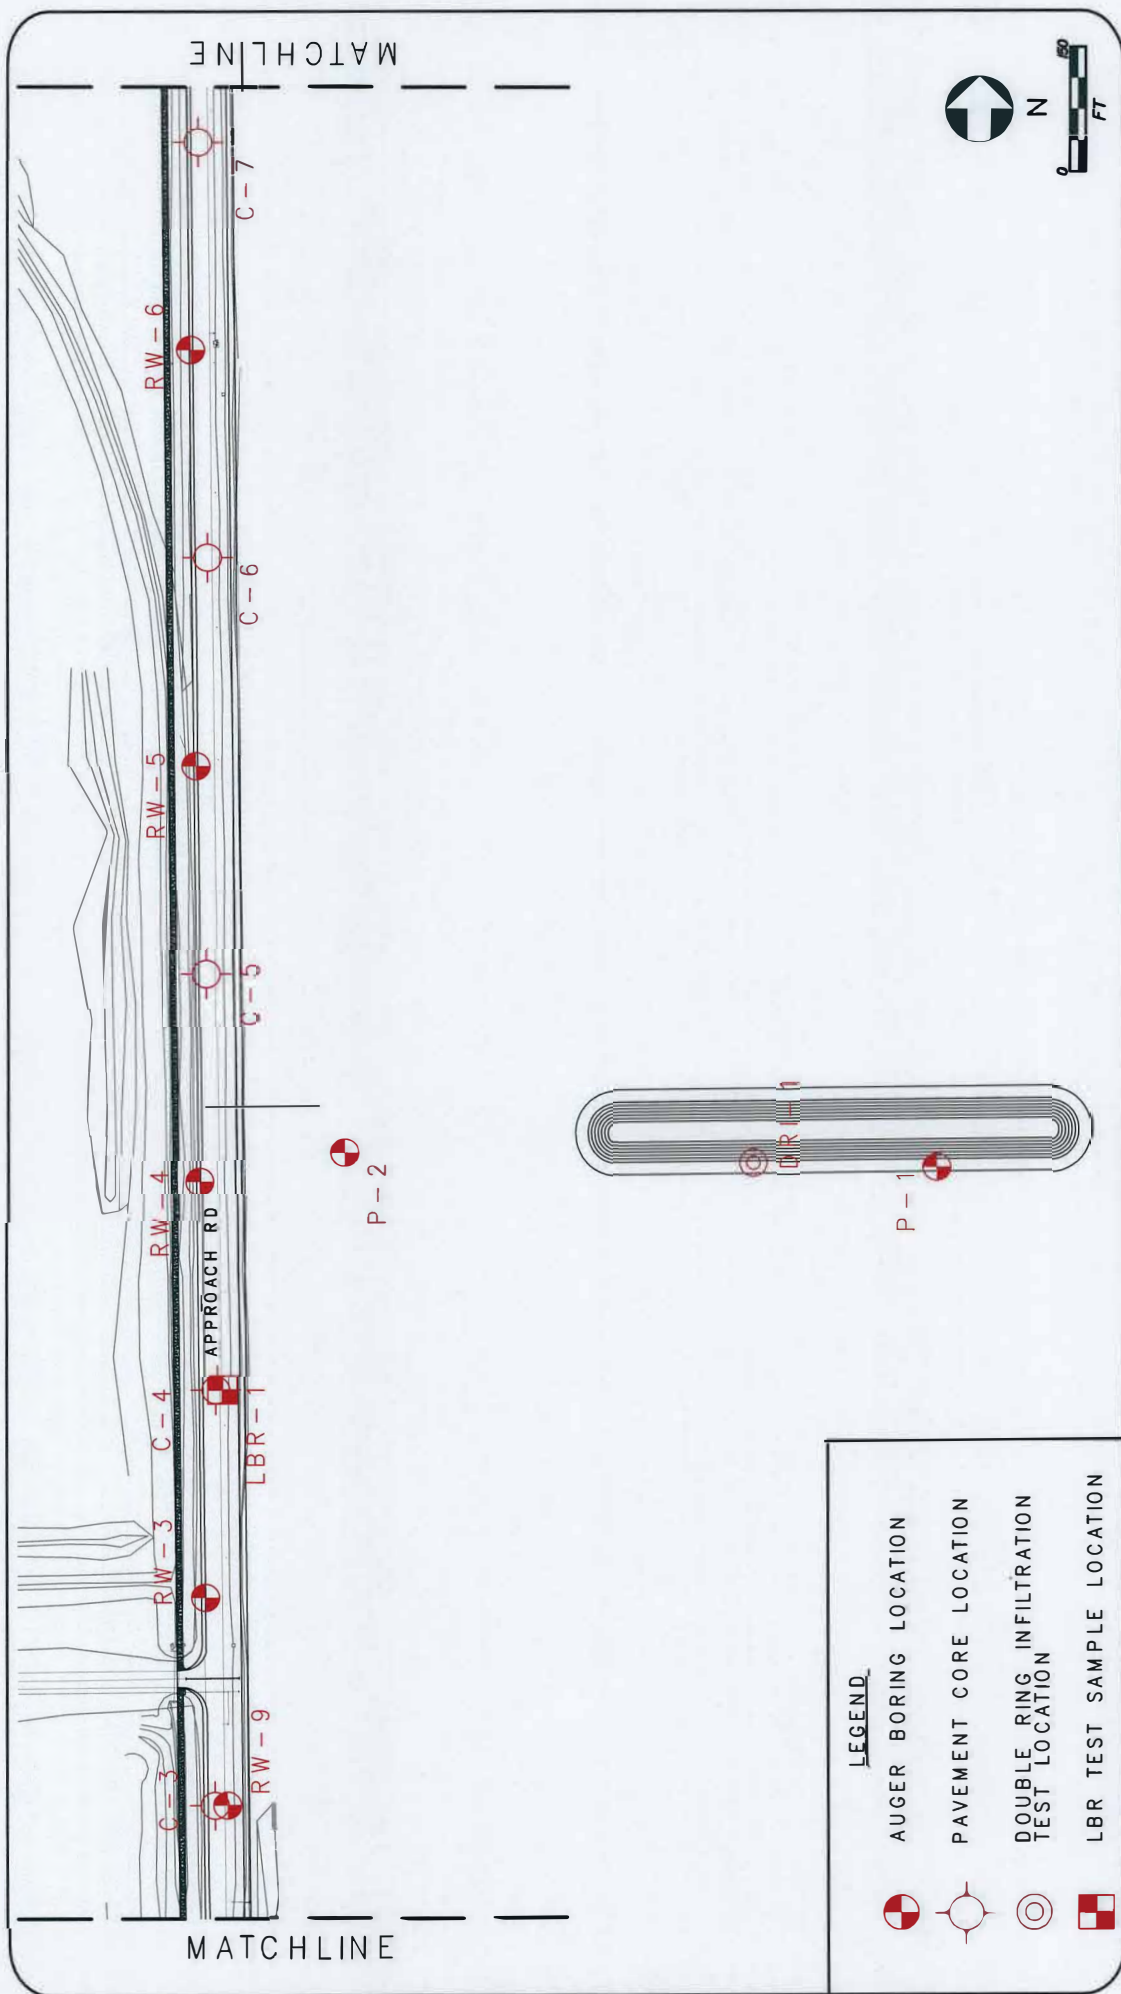 MATCHLINE
C-7
RW-6
C-6
RW-5
C-5
RW-4
P-2
APPROACH RD
C-4
LBR-1
RW-3
RW-9
C-3
MATCHLINE
DRI-1
P-1
N
0
150
FT
LEGEND
AUGER BORING LOCATION
PAVEMENT CORE LOCATION
DOUBLE RING INFILTRATION
TEST LOCATION
LBR TEST SAMPLE LOCATION